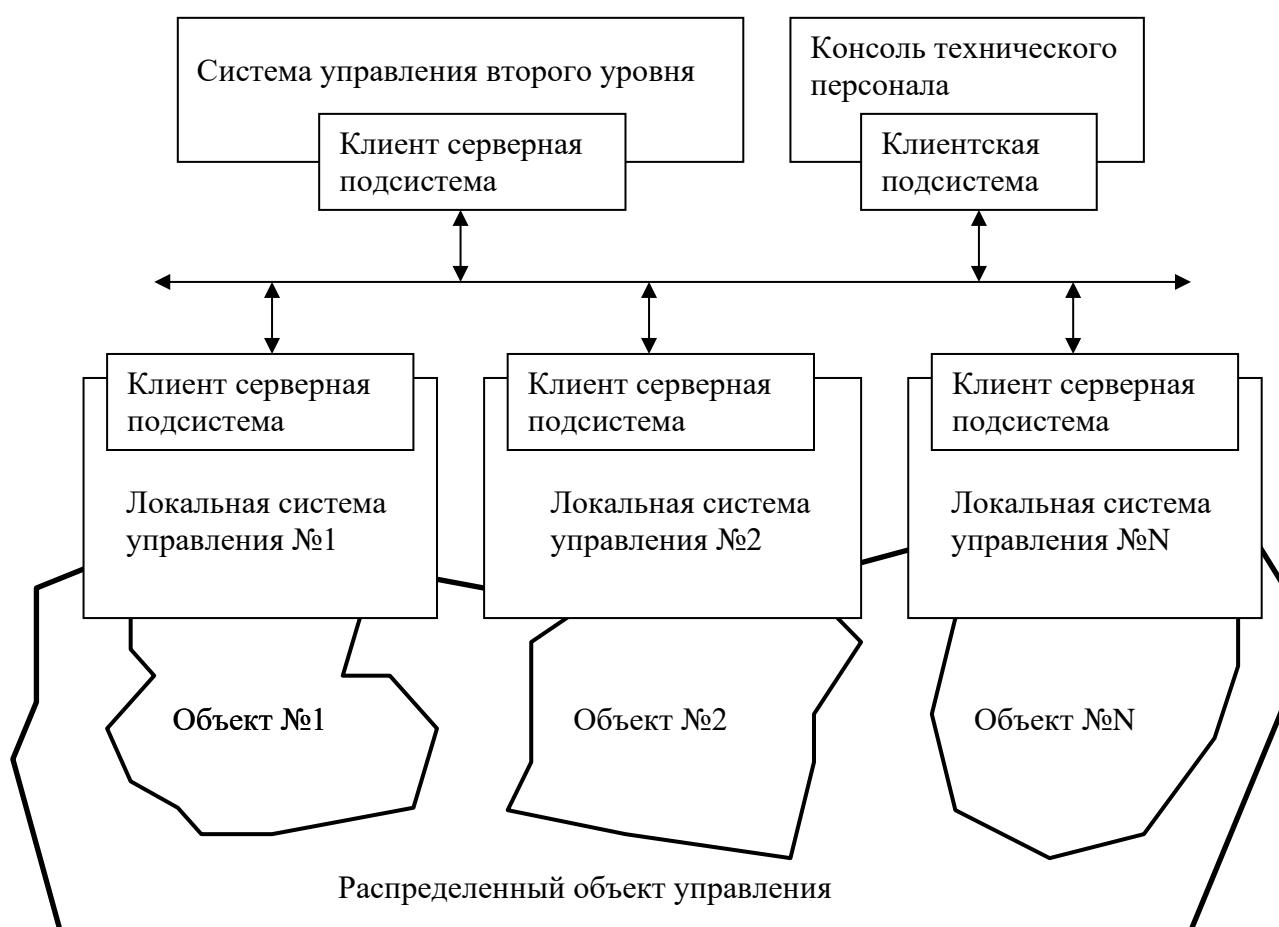 Система управления второго уровня
Клиент серверная
подсистема
Консоль технического
персонала
Клиентская
подсистема
Клиент серверная
подсистема
Локальная система
управления №1
Клиент серверная
подсистема
Локальная система
управления №2
Клиент серверная
подсистема
Локальная система
управления №N
Объект №1
Объект №2
Объект №N
Распределенный объект управления